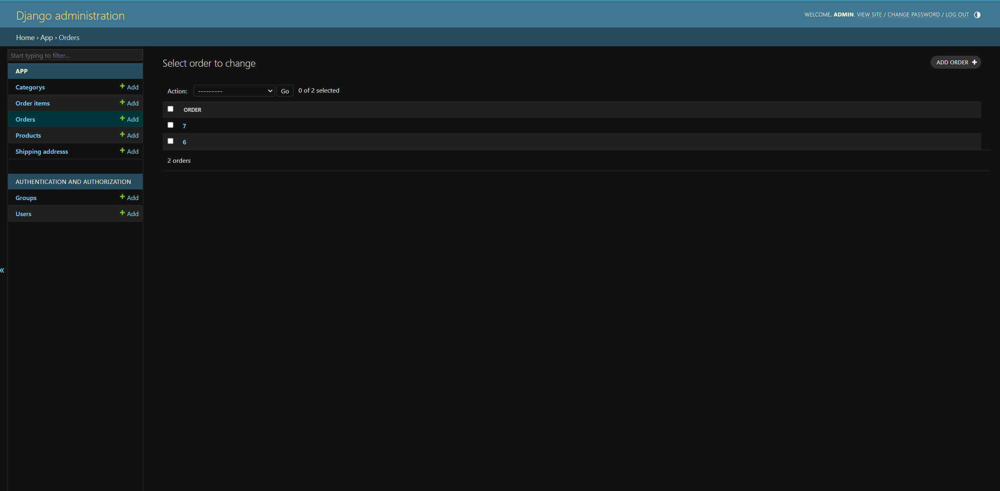 Django administration
WELCOME, ADMIN. VIEW SITE / CHANGE PASSWORD / LOG OUT
Home › App › Orders
Start typing to filter...
APP
Categorys Add
Order items Add
Orders Add
Products Add
Shipping addresss Add
AUTHENTICATION AND AUTHORIZATION
Groups Add
Users Add
«
Select order to change
ADD ORDER
Action: --------- Go 0 of 2 selected
ORDER
7
6
2 orders